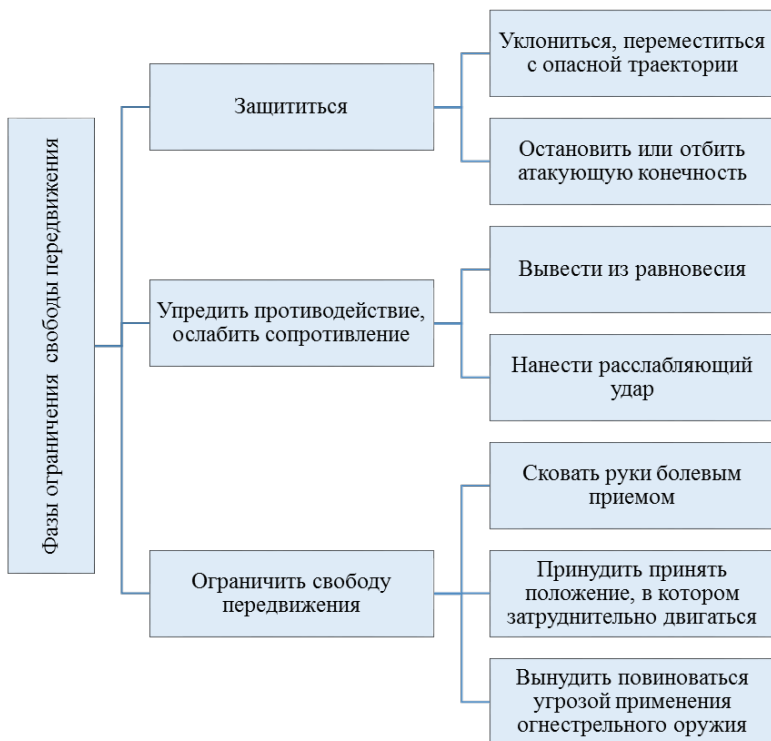 Фазы ограничения свободы передвижения
Защититься
Уклониться, переместиться
с опасной траектории
Остановить или отбить
атакующую конечность
Упредить противодействие,
ослабить сопротивление
Вывести из равновесия
Нанести расслабляющий
удар
Ограничить свободу
передвижения
Сковать руки болевым
приемом
Принудить принять
положение, в котором
затруднительно двигаться
Вынудить повиноваться
угрозой применения
огнестрельного оружия